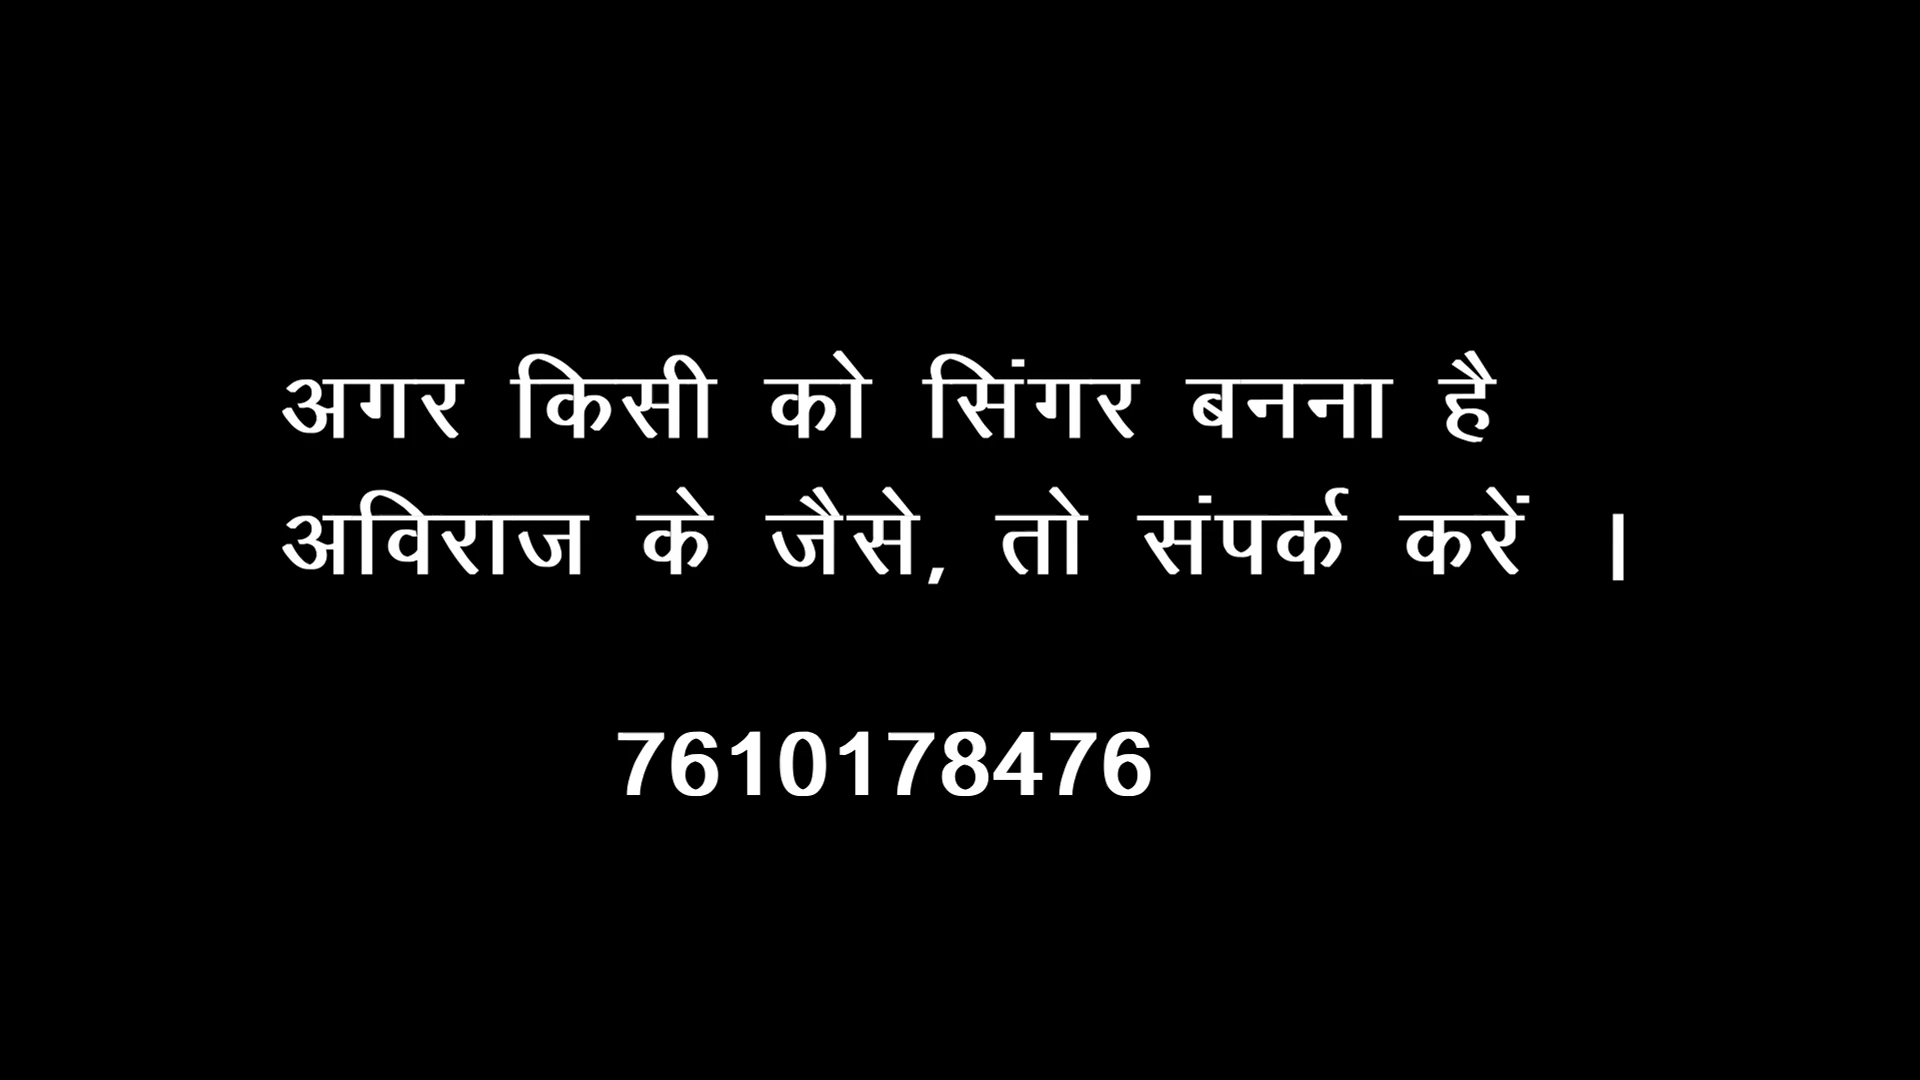 अगर किसी को सिंगर बनना है
अविराज के जैसे, तो संपर्क करें ।
7610178476